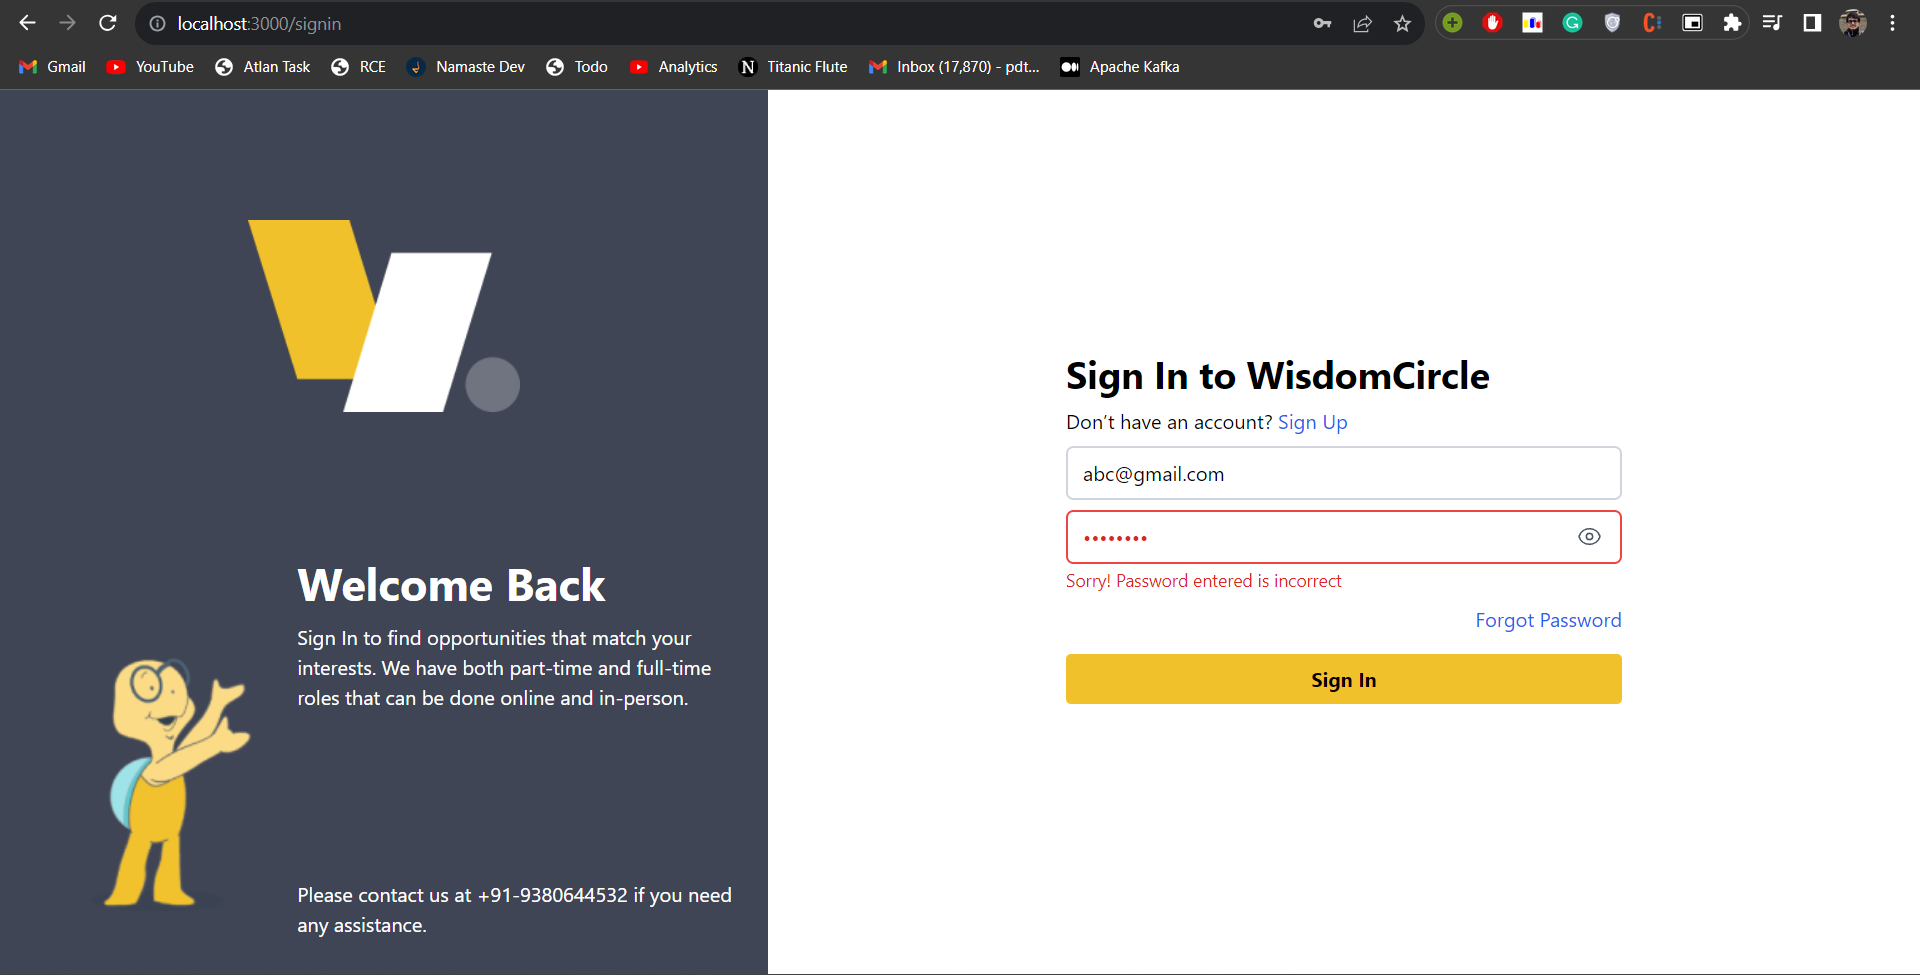 localhost:3000/signin
Gmail YouTube Atlan Task RCE Namaste Dev Todo Analytics Titanic Flute Inbox (17,870) - pdt... Apache Kafka
Welcome Back
Sign In to find opportunities that match your
interests. We have both part-time and full-time
roles that can be done online and in-person.
Please contact us at +91-9380644532 if you need
any assistance.
Sign In to WisdomCircle
Don’t have an account? Sign Up
abc@gmail.com
••••••••
Sorry! Password entered is incorrect
Forgot Password
Sign In